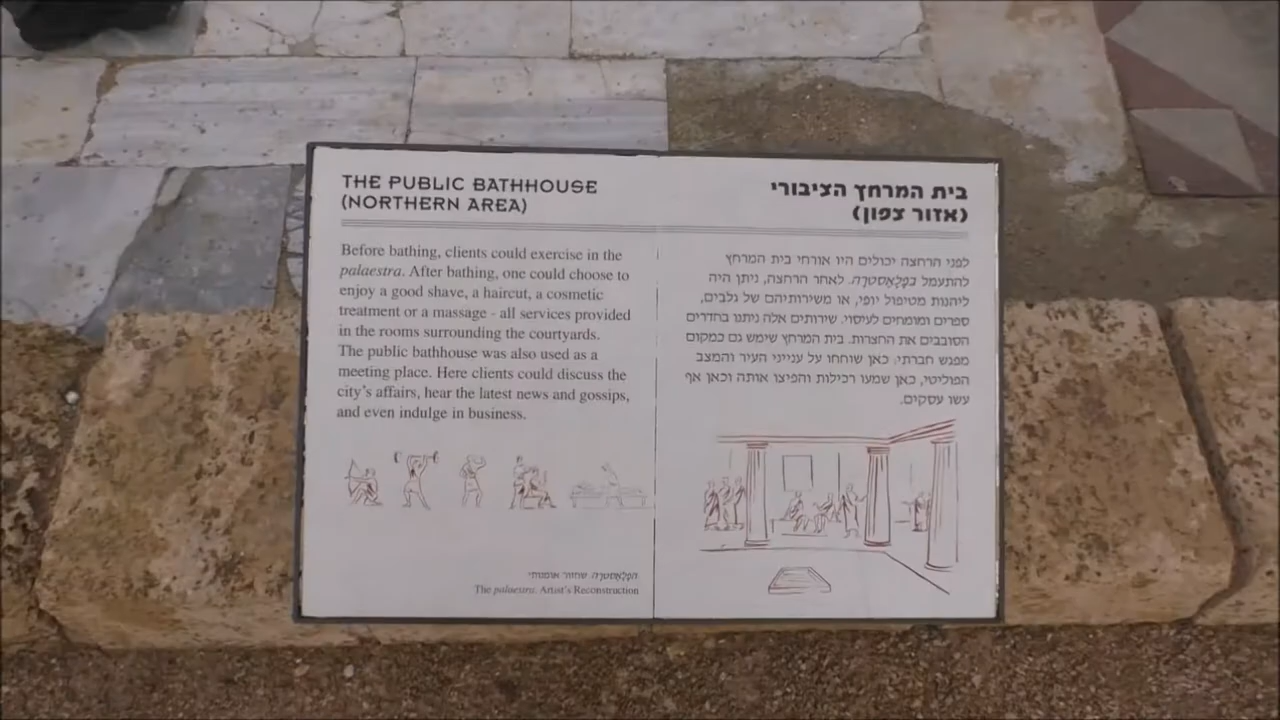 THE PUBLIC BATHHOUSE
(NORTHERN AREA)
Before bathing, clients could exercise in the
palaestra. After bathing, one could choose to
enjoy a good shave, a haircut, a cosmetic
treatment or a massage - all services provided
in the rooms surrounding the courtyards.
The public bathhouse was also used as a
meeting place. Here clients could discuss the
city's affairs, hear the latest news and gossips,
and even indulge in business.
בית המרחץ הציבורי
(אזור צפון)
לפני הרחצה יכולים היו אורחי בית המרחץ
להתעמל בפָּלָאֶסטרָה. לאחר הרחצה, ניתן היה
ליהנות מטיפול יופי, או משירותיהם של גלבים,
ספרים ומומחים לעיסוי. שירותים אלה ניתנו בחדרים
הסובבים את החצרות. בית המרחץ שימש גם כמקום
מפגש חברתי. כאן שוחחו על ענייני העיר והמצב
הפוליטי, כאן שמעו רכילות והפיצו אותה וכאן אף
עשו עסקים.
הפָּלָאֶסטרָה שחזור אומנותי
The palaestra. Artist's Reconstruction